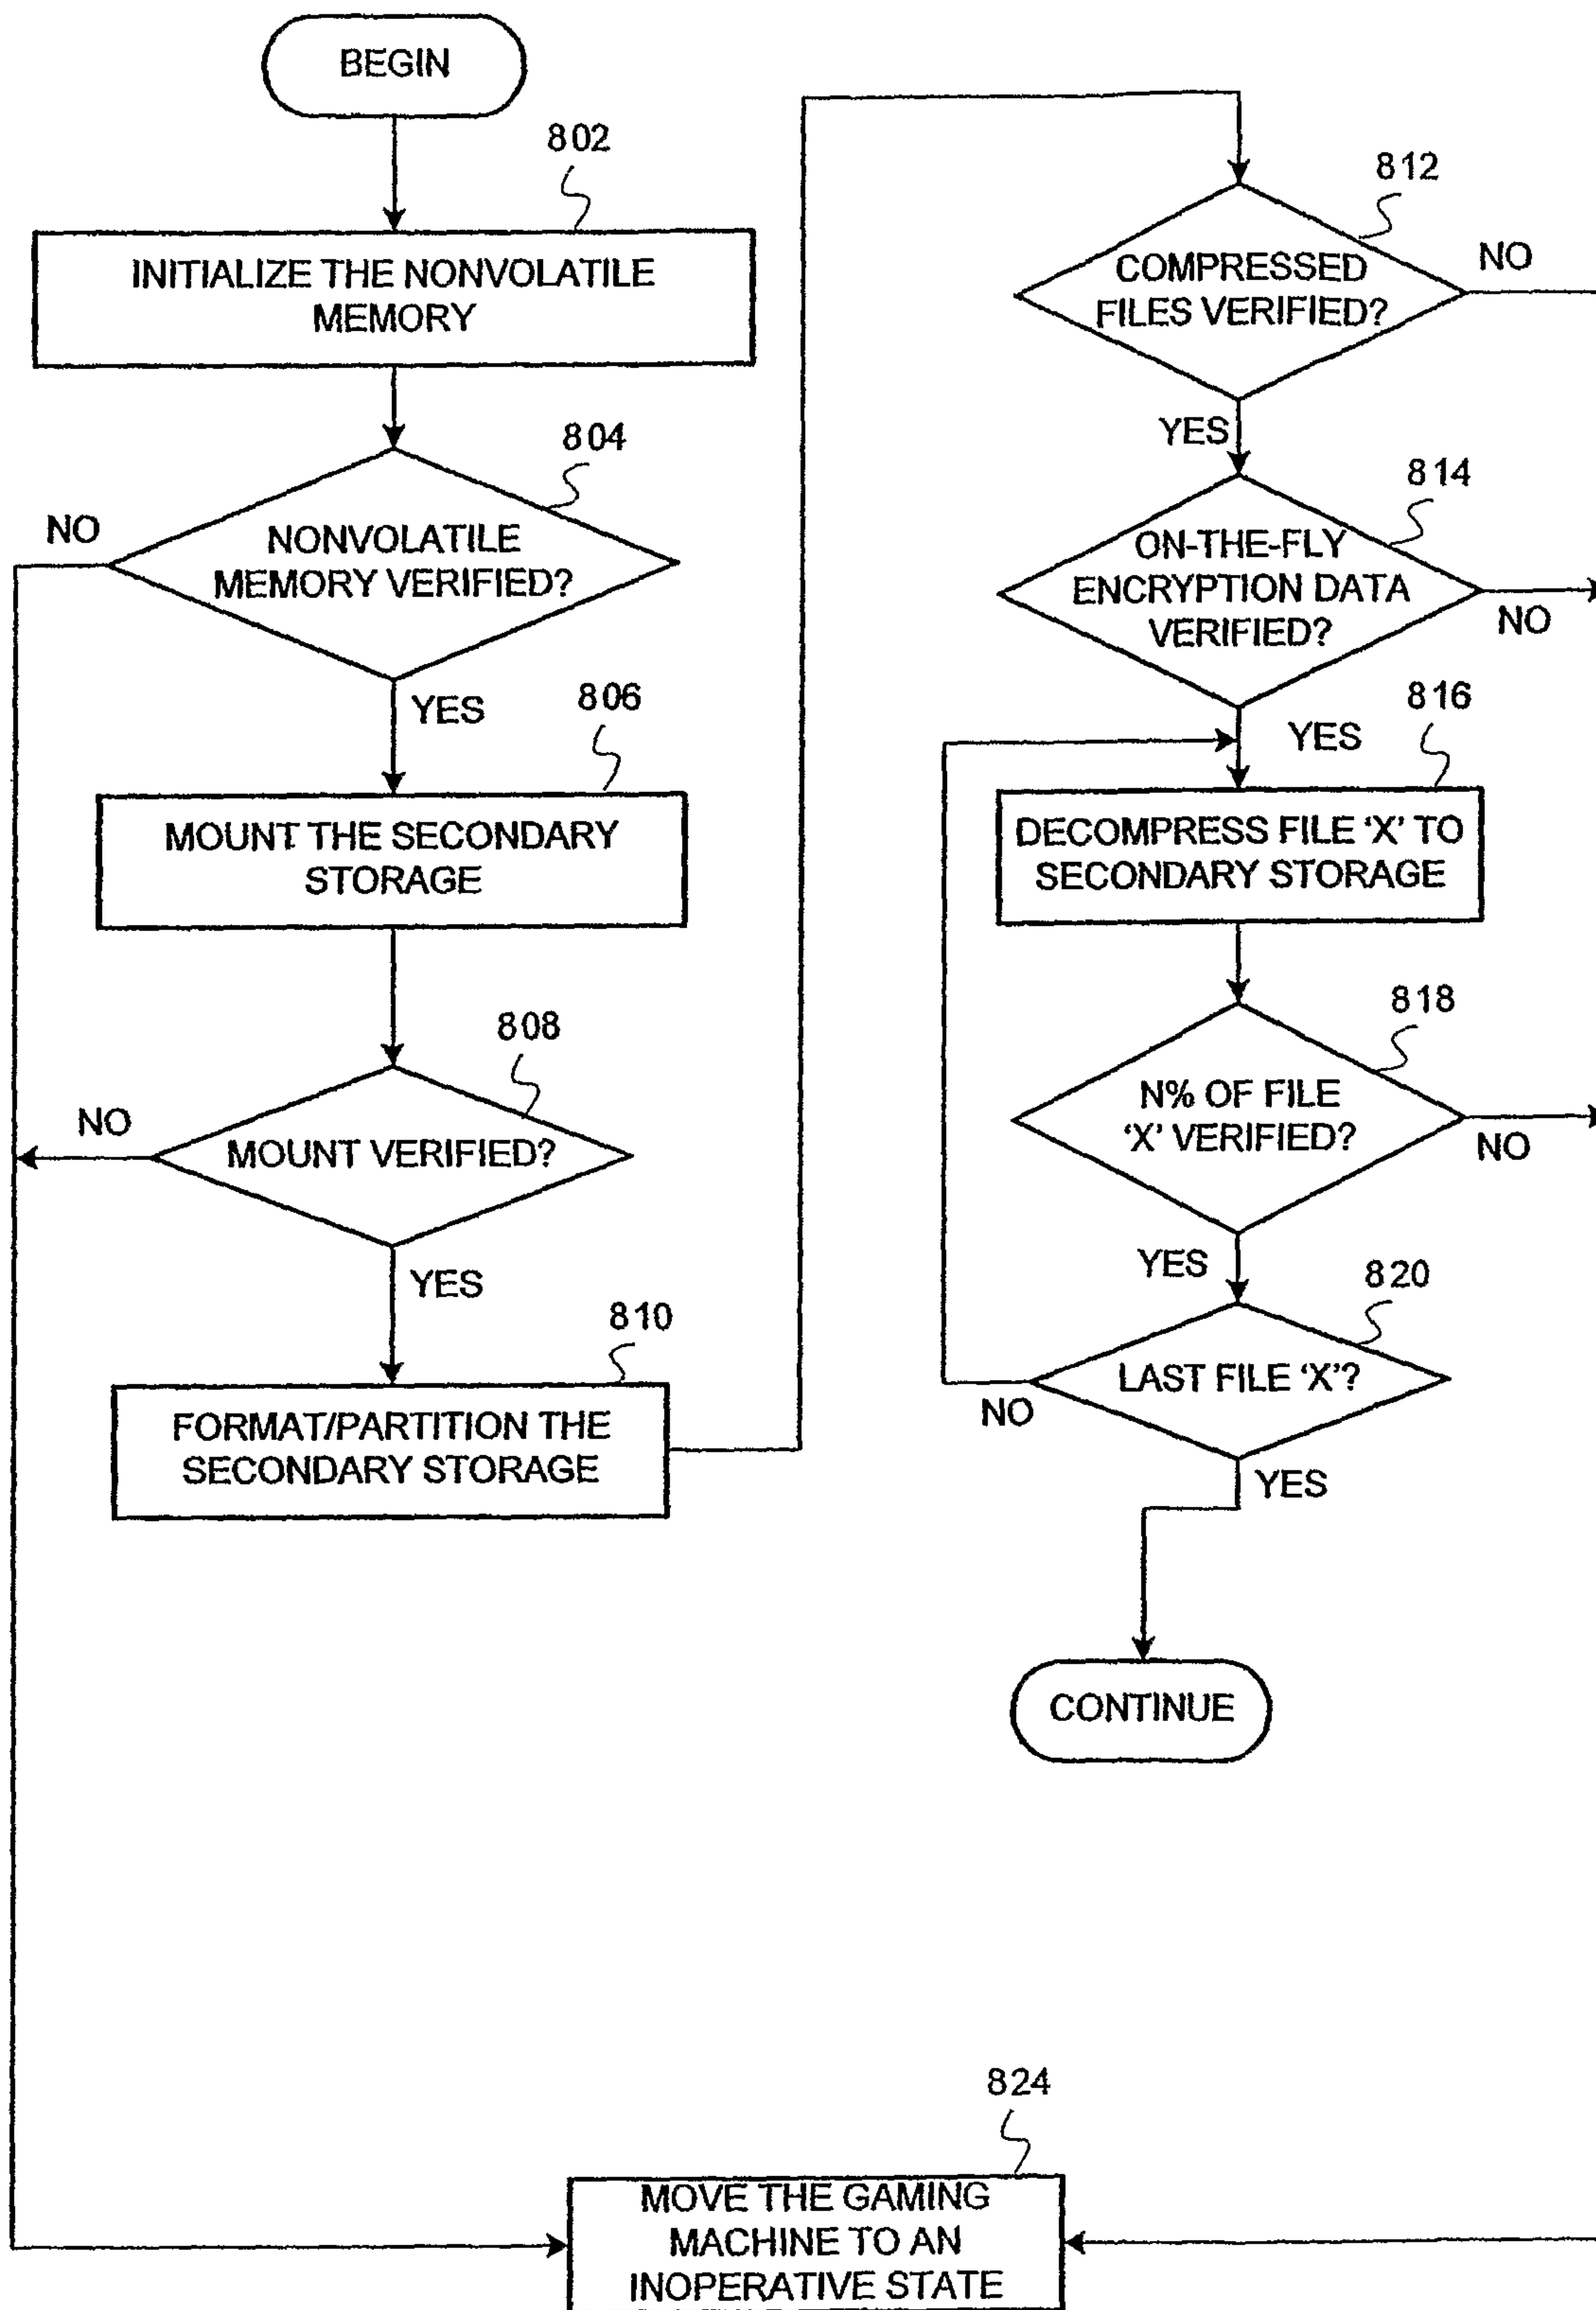 BEGIN
802
INITIALIZE THE NONVOLATILE
MEMORY
804
NO
NONVOLATILE
MEMORY VERIFIED?
YES
806
MOUNT THE SECONDARY
STORAGE
808
NO
MOUNT VERIFIED?
YES
810
FORMAT/PARTITION THE
SECONDARY STORAGE
812
NO
COMPRESSED
FILES VERIFIED?
YES
814
ON-THE-FLY
ENCRYPTION DATA
VERIFIED?
NO
YES
816
DECOMPRESS FILE ‘X’ TO
SECONDARY STORAGE
818
N% OF FILE
‘X’ VERIFIED?
NO
YES
820
LAST FILE ‘X’?
NO
YES
CONTINUE
824
MOVE THE GAMING
MACHINE TO AN
INOPERATIVE STATE